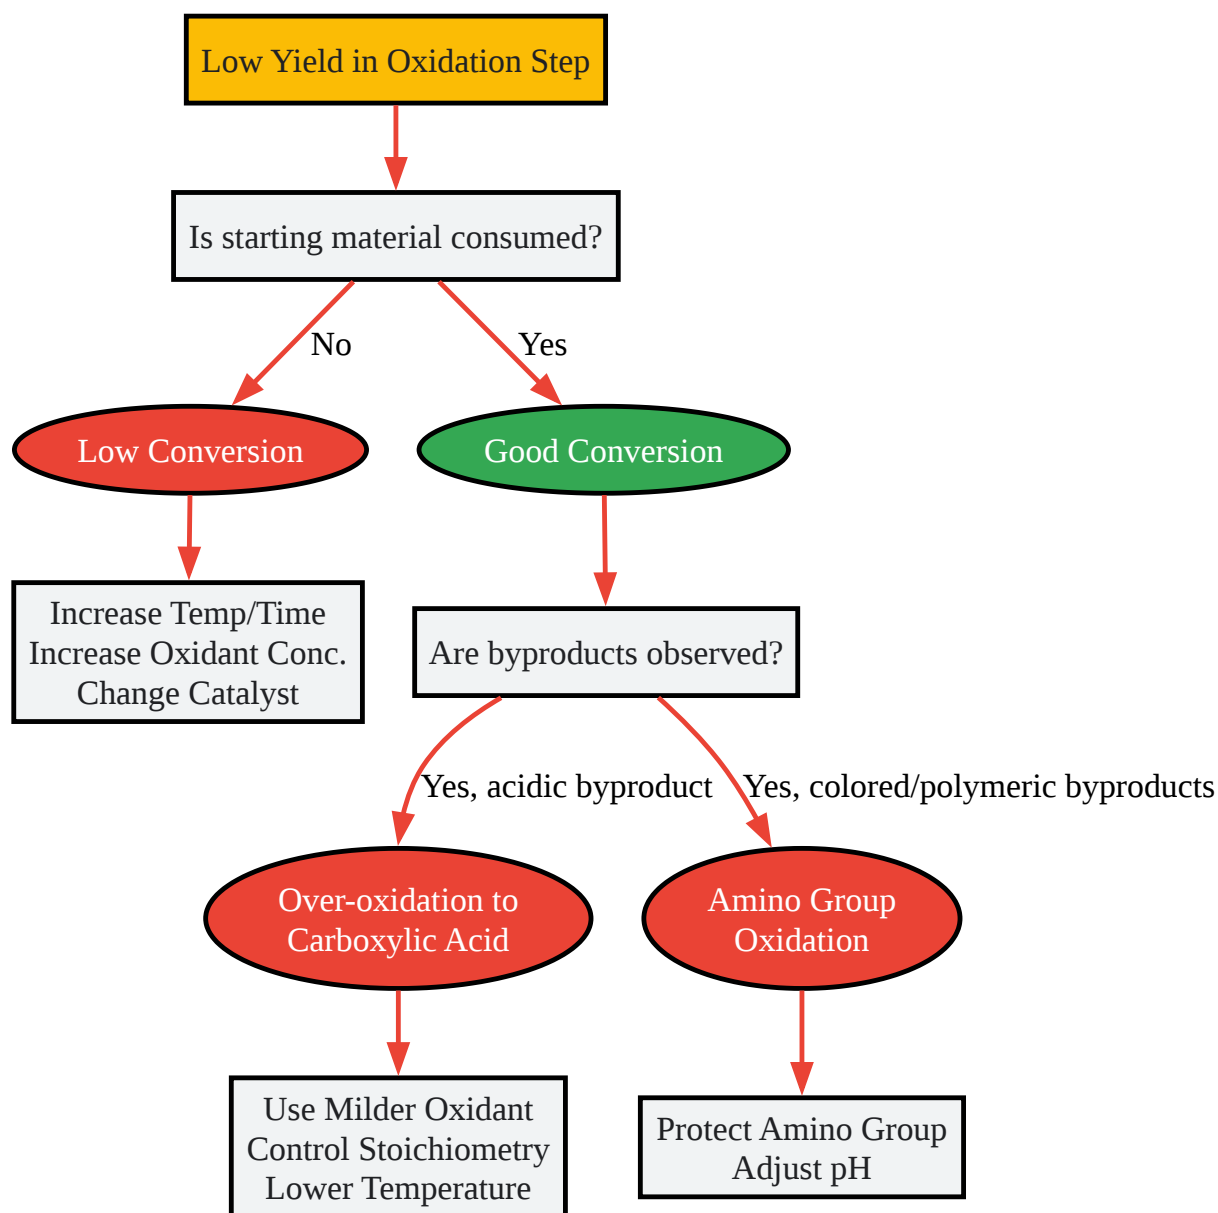 Low Yield in Oxidation Step
Is starting material consumed?
No
Yes
Low Conversion
Good Conversion
Increase Temp/Time
Increase Oxidant Conc.
Change Catalyst
Are byproducts observed?
Yes, acidic byproduct
Yes, colored/polymeric byproducts
Over-oxidation to
Carboxylic Acid
Amino Group
Oxidation
Use Milder Oxidant
Control Stoichiometry
Lower Temperature
Protect Amino Group
Adjust pH